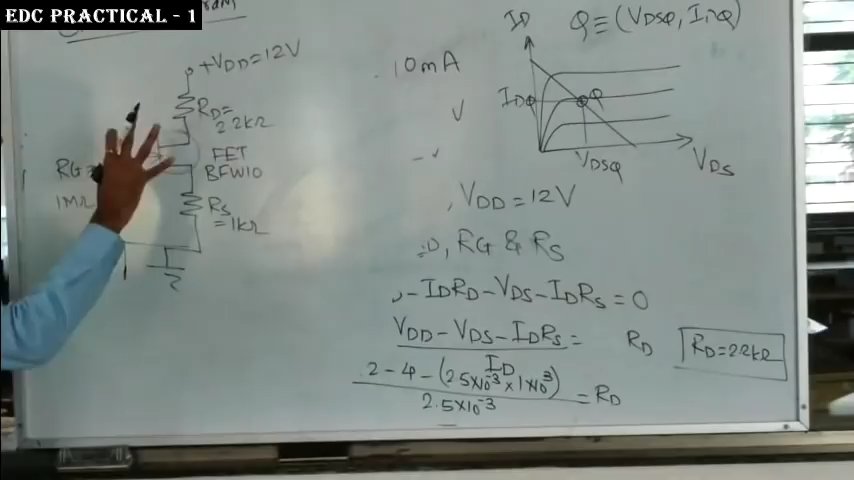 EDC PRACTICAL - 1
+VDD=12V
RD=
2.2kΩ
FET
BFW10
RG=
1MΩ
RS
=1kΩ
10mA
ID
Q≡(VDSQ, IDQ)
IDQ
Q
VDSQ
VDS
VDD=12V
RG & RS
-IDRD-VDS-IDRS=0
VDD-VDS-IDRS=
ID
RD
RD=2.2kΩ
2-4-(2.5×10-3×1×103)
2.5×10-3
=RD